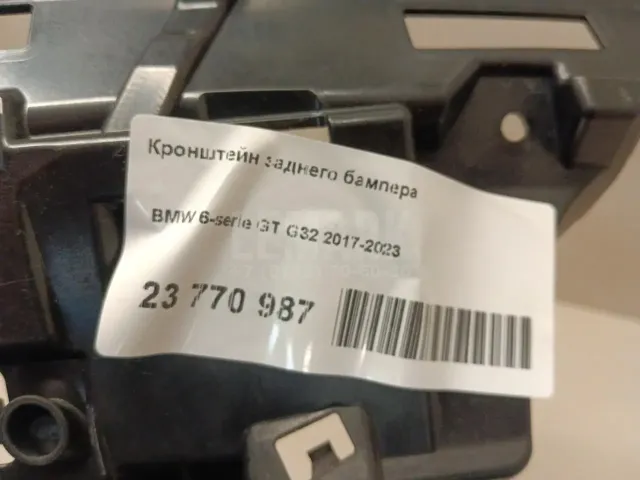 Кронштейн заднего бампера
BMW 6-serie GT G32 2017-2023
23 770 987